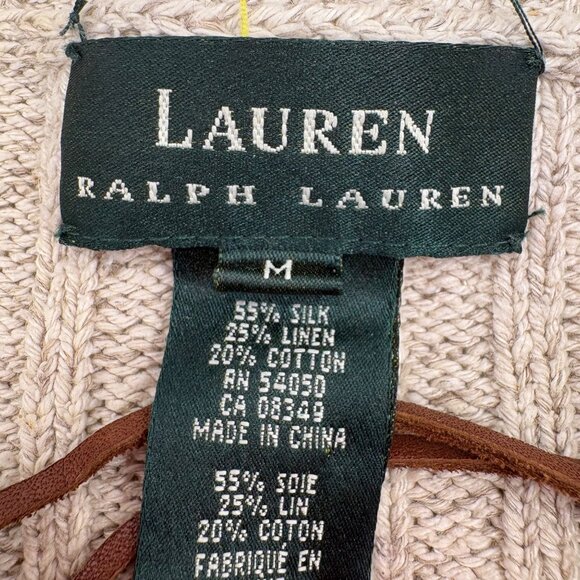 LAUREN
RALPH LAUREN
M
55% SILK
25% LINEN
20% COTTON
RN 54050
CA 08349
MADE IN CHINA
55% SOIE
25% LIN
20% COTON
FABRIQUE EN